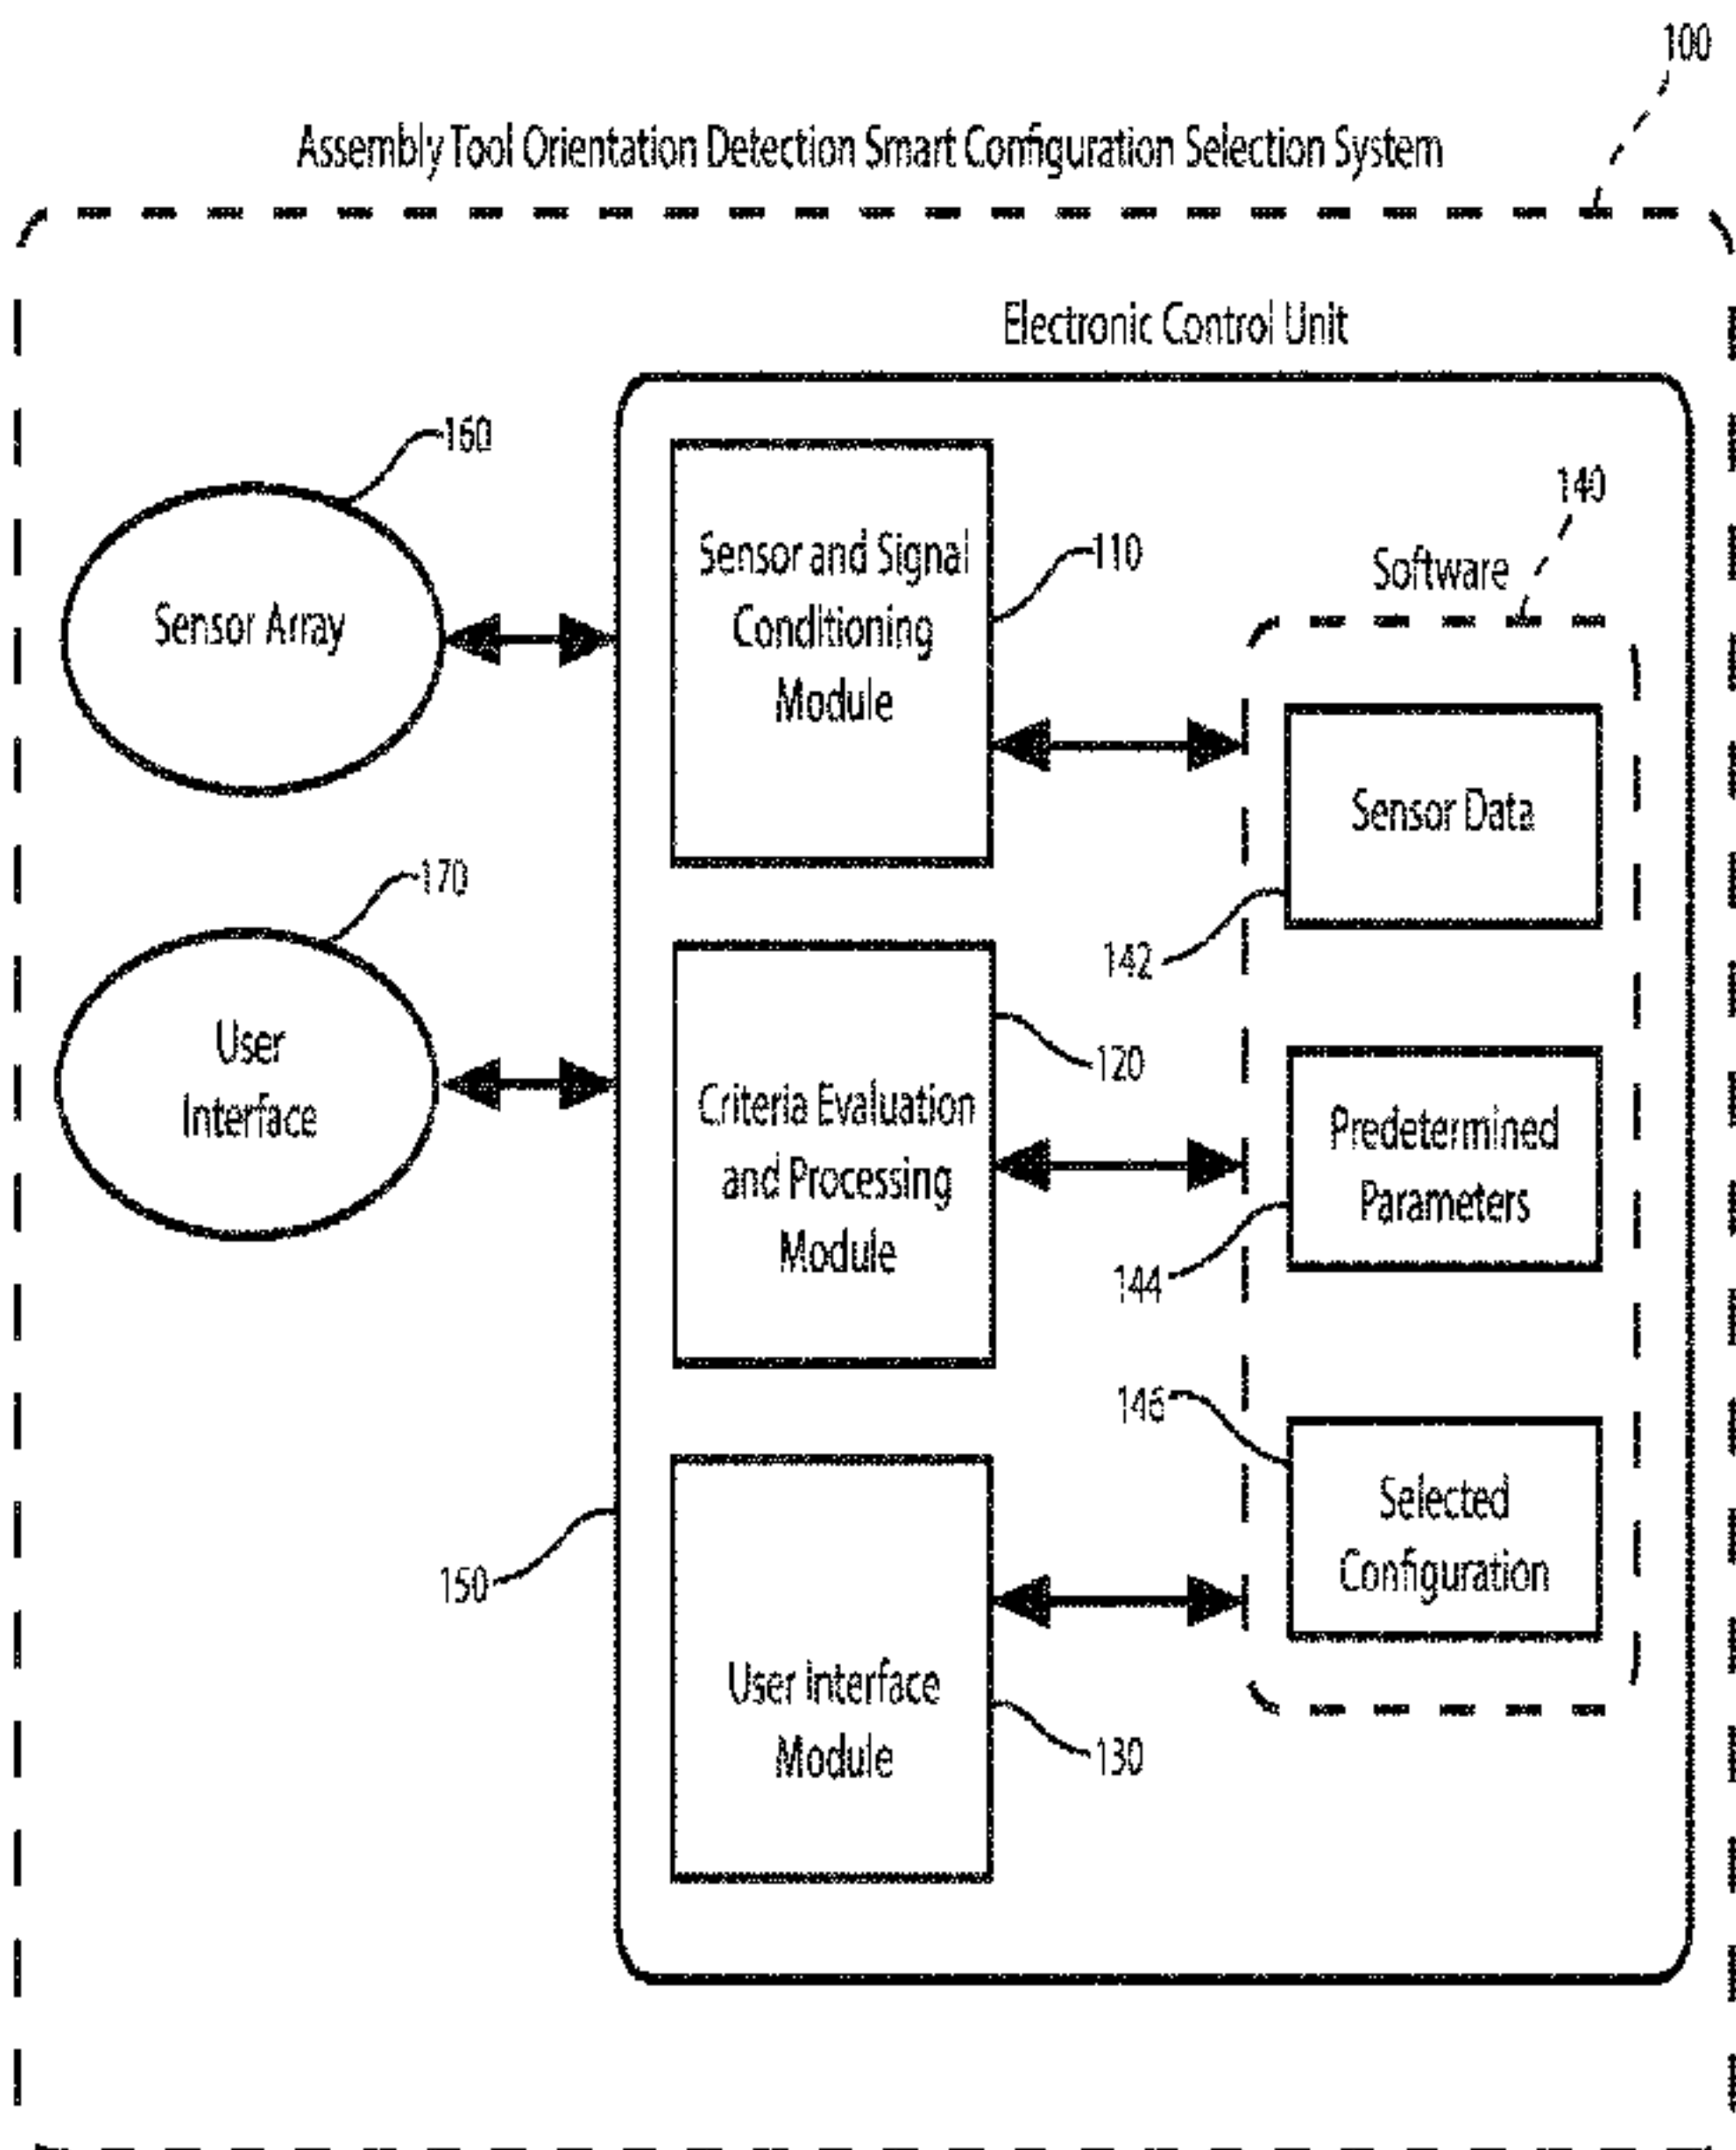 100
Assembly Tool Orientation Detection Smart Configuration Selection System
Electronic Control Unit
160
Sensor Array
170
User
Interface
150
Sensor and Signal
Conditioning
Module
110
Criteria Evaluation
and Processing
Module
120
User Interface
Module
130
140
Software
Sensor Data
142
Predetermined
Parameters
144
146
Selected
Configuration